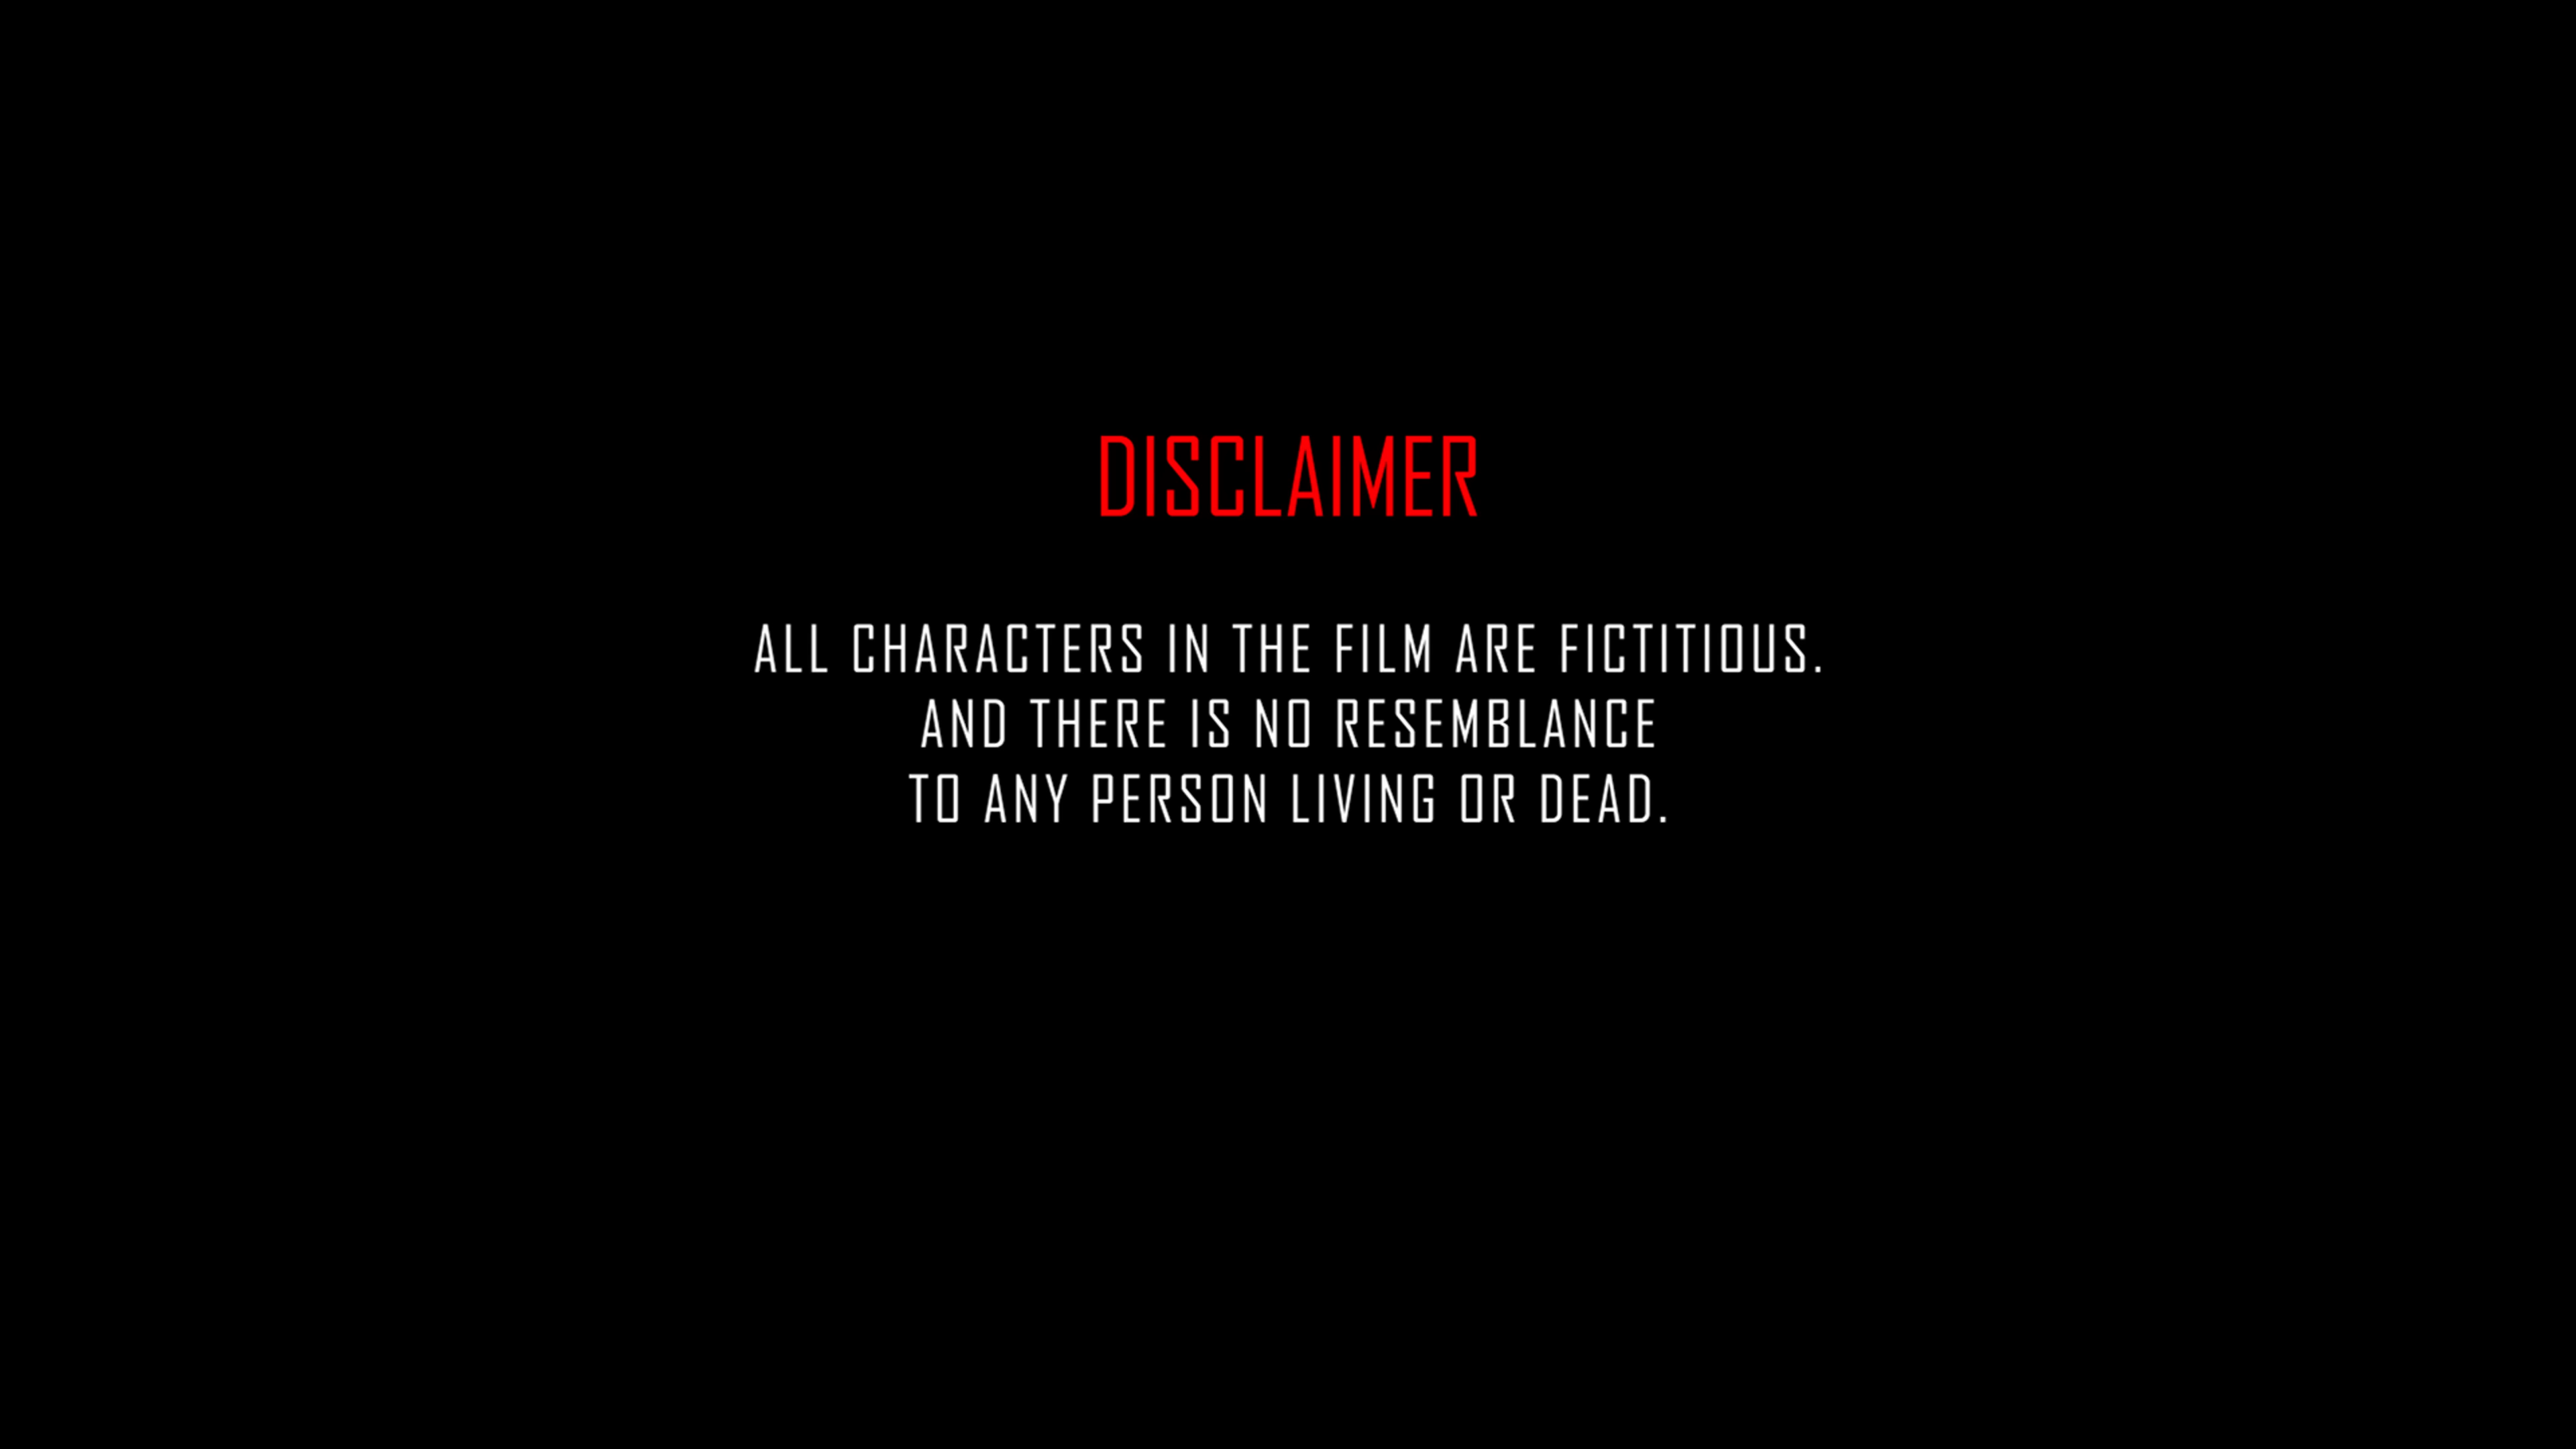 DISCLAIMER
ALL CHARACTERS IN THE FILM ARE FICTITIOUS.
AND THERE IS NO RESEMBLANCE
TO ANY PERSON LIVING OR DEAD.